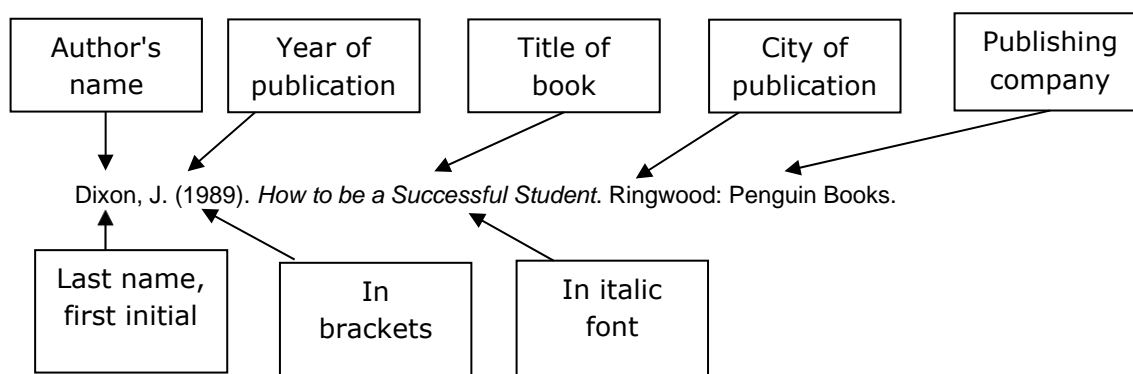 Author's
name
Year of
publication
Title of
book
City of
publication
Publishing
company
Dixon, J. (1989). How to be a Successful Student. Ringwood: Penguin Books.
Last name,
first initial
In
brackets
In italic
font